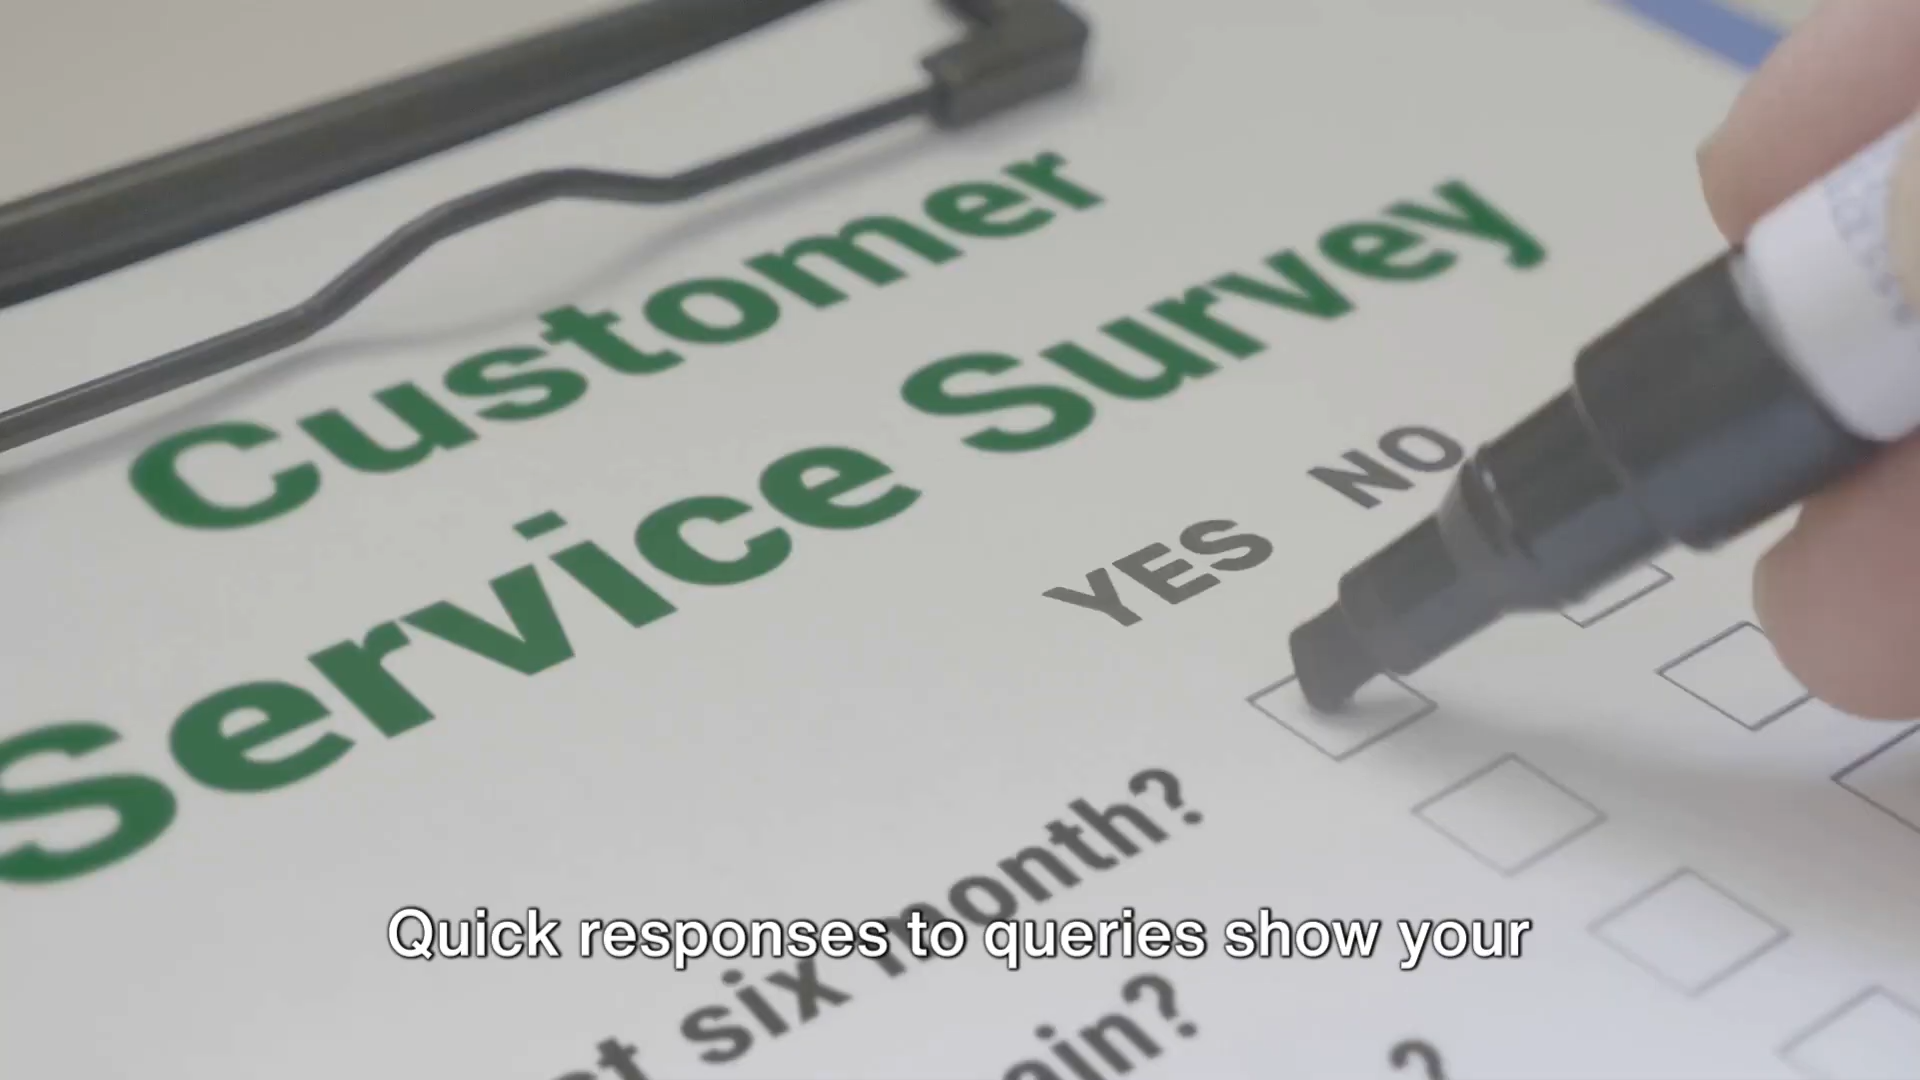 Customer
Service Survey
YES NO
six month?
?
Quick responses to queries show your